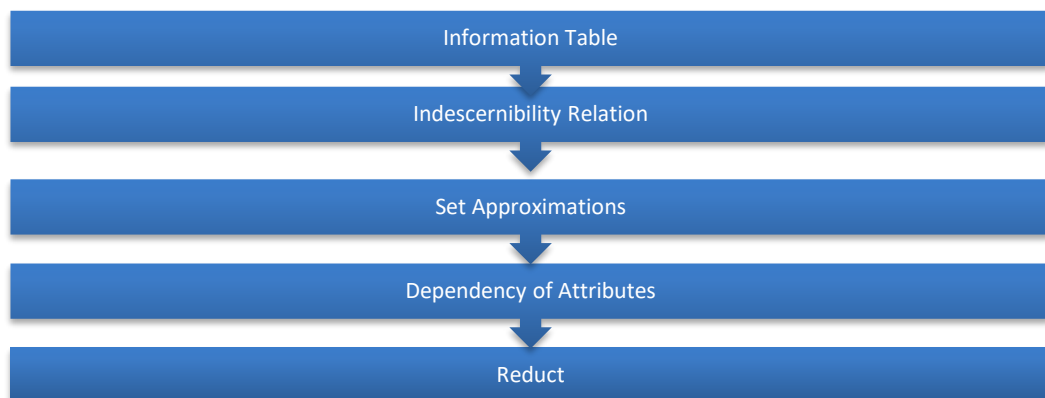 Information Table
Indescernibility Relation
Set Approximations
Dependency of Attributes
Reduct